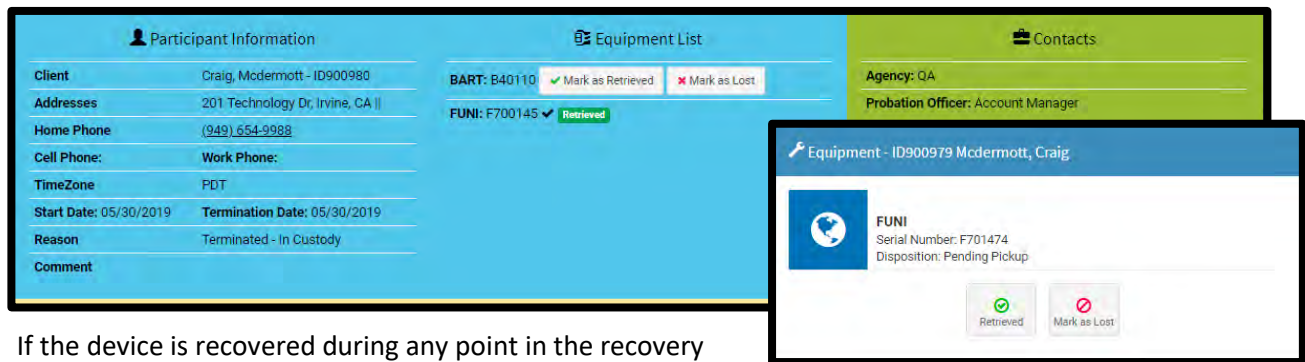 Participant Information
Client Craig, Mcdermott - ID900980
Addresses 201 Technology Dr, Irvine, CA ||
Home Phone (949) 654-9988
Cell Phone: Work Phone:
TimeZone PDT
Start Date: 05/30/2019 Termination Date: 05/30/2019
Reason Terminated - In Custody
Comment
Equipment List
BART: B40110 Mark as Retrieved Mark as Lost
FUNI: F700145 Retrieved
Contacts
Agency: QA
Probation Officer: Account Manager
Equipment - ID900979 Mcdermott, Craig
FUNI
Serial Number: F701474
Disposition: Pending Pickup
Retrieved Mark as Lost
If the device is recovered during any point in the recovery